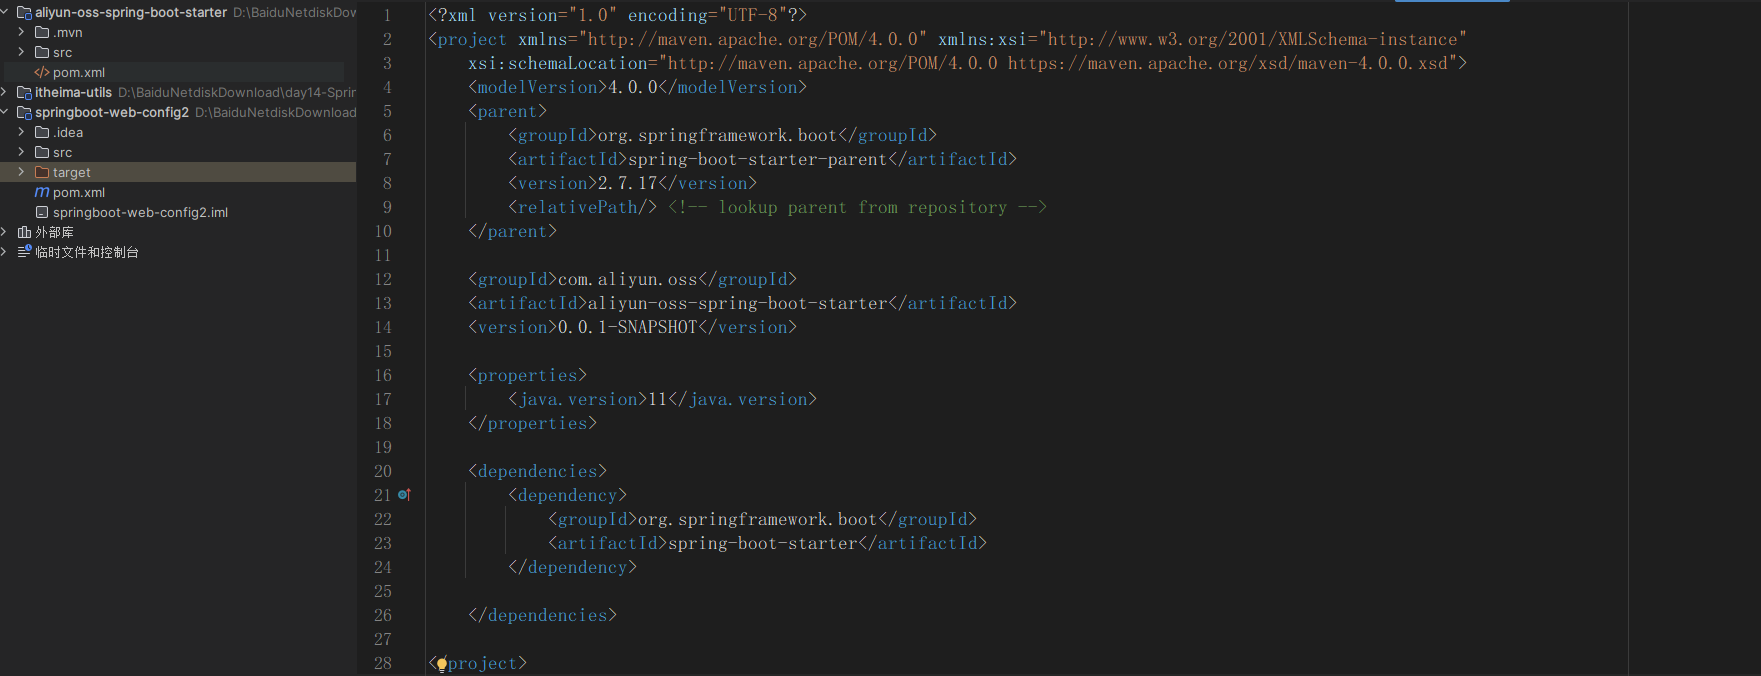 aliyun-oss-spring-boot-starter D:\BaiduNetdiskDow
.mvn
src
pom.xml
itheima-utils D:\BaiduNetdiskDownload\day14-Spri
springboot-web-config2 D:\BaiduNetdiskDownload
.idea
src
target
pom.xml
springboot-web-config2.iml
外部库
临时文件和控制台
1 <?xml version="1.0" encoding="UTF-8"?>
2 <project xmlns="http://maven.apache.org/POM/4.0.0" xmlns:xsi="http://www.w3.org/2001/XMLSchema-instance"
3 xsi:schemaLocation="http://maven.apache.org/POM/4.0.0 https://maven.apache.org/xsd/maven-4.0.0.xsd">
4 <modelVersion>4.0.0</modelVersion>
5 <parent>
6 <groupId>org.springframework.boot</groupId>
7 <artifactId>spring-boot-starter-parent</artifactId>
8 <version>2.7.17</version>
9 <relativePath/> <!-- lookup parent from repository -->
10 </parent>
11
12 <groupId>com.aliyun.oss</groupId>
13 <artifactId>aliyun-oss-spring-boot-starter</artifactId>
14 <version>0.0.1-SNAPSHOT</version>
15
16 <properties>
17 <java.version>11</java.version>
18 </properties>
19
20 <dependencies>
21 <dependency>
22 <groupId>org.springframework.boot</groupId>
23 <artifactId>spring-boot-starter</artifactId>
24 </dependency>
25
26 </dependencies>
27
28 </project>